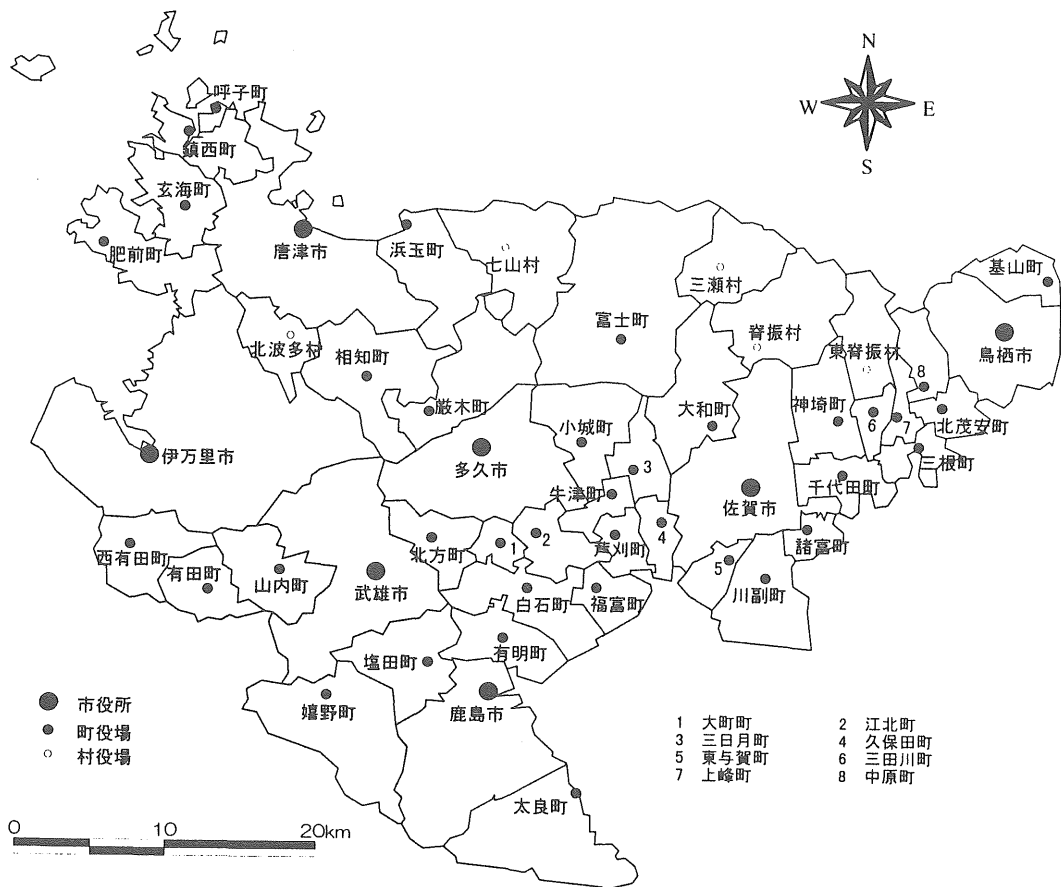 N
W E
S
呼子町
鎮西町
玄海町
肥前町
唐津市
浜玉町
七山村
三瀬村
基山町
富士町
脊振村
東脊振村
鳥栖市
北波多村
相知町
8
厳木町
大和町
神埼町
6
7
北茂安町
伊万里市
多久市
小城町
3
三根町
牛津町
佐賀市
千代田町
西有田町
有田町
山内町
北方町
1
2
芦刈町
4
諸富町
武雄市
白石町
福富町
5
川副町
塩田町
有明町
嬉野町
鹿島市
太良町
市役所
町役場
村役場
1 大町町 2 江北町
3 三日月町 4 久保田町
5 東与賀町 6 三田川町
7 上峰町 8 中原町
0 10 20km